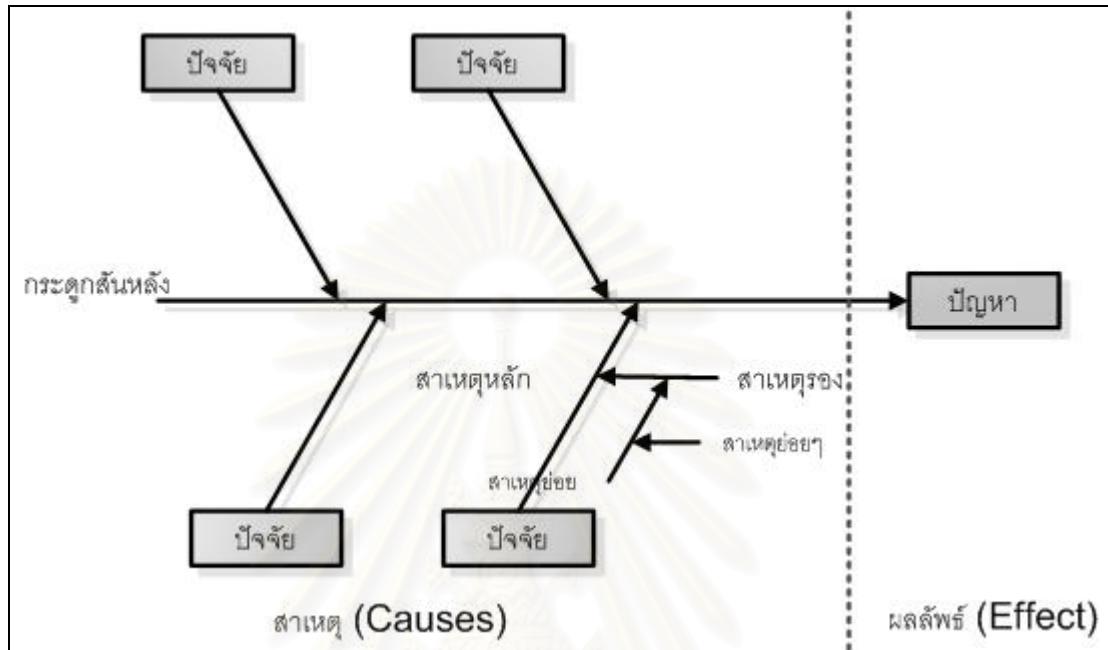 ปัจจัย
ปัจจัย
กระดูกสันหลัง
ปัญหา
สาเหตุหลัก
สาเหตุรอง
สาเหตุย่อยๆ
สาเหตุย่อย
ปัจจัย
ปัจจัย
สาเหตุ (Causes)
ผลลัพธ์ (Effect)